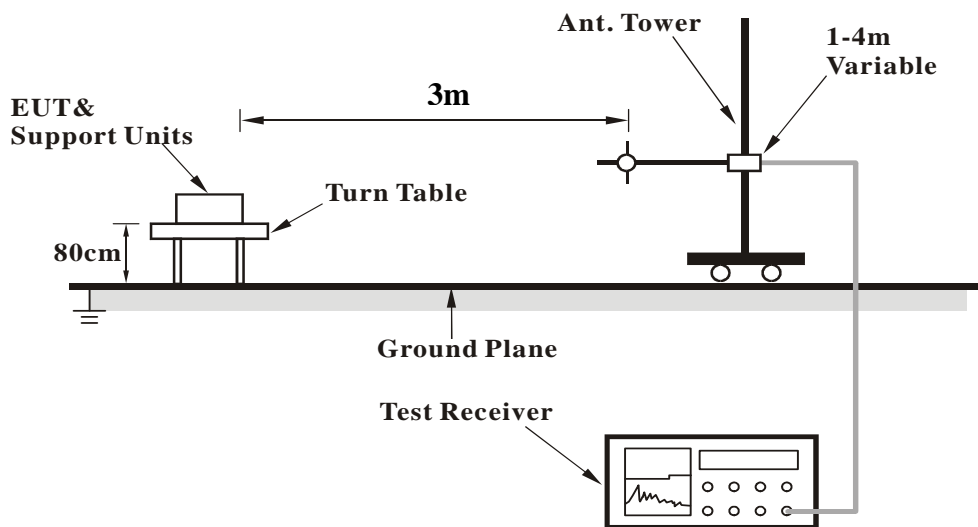 Ant. Tower
1-4m
Variable
3m
EUT&
Support Units
Turn Table
80cm
Ground Plane
Test Receiver